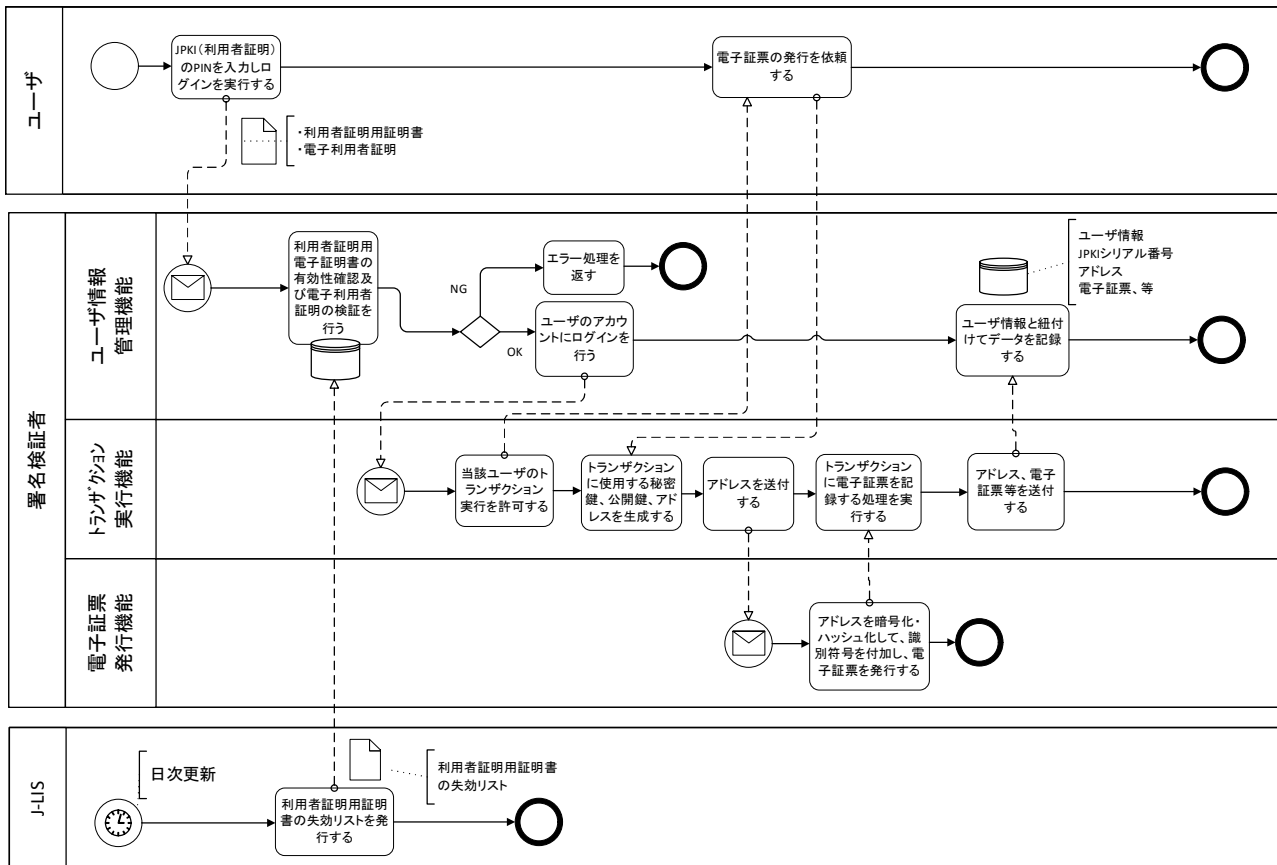 ユーザ
JPKI(利用者証明)
のPINを入力しロ
グインを実行する
電子証票の発行を依頼
する
・利用者証明用証明書
・電子利用者証明
署名検証者
ユーザ情報
管理機能
利用者証明用
電子証明書の
有効性確認及
び電子利用者
証明の検証を
行う
NG
OK
エラー処理を
返す
ユーザのアカウ
ントにログインを
行う
ユーザ情報
JPKIシリアル番号
アドレス
電子証票、等
ユーザ情報と紐付
けてデータを記録
する
トランザクション
実行機能
当該ユーザのト
ランザクション
実行を許可する
トランザクション
に使用する秘密
鍵、公開鍵、アド
レスを生成する
アドレスを送付
する
トランザクション
に電子証票を記
録する処理を実
行する
アドレス、電子
証票等を送付
する
電子証票
発行機能
アドレスを暗号化・
ハッシュ化して、識
別符号を付加し、電
子証票を発行する
J-LIS
日次更新
利用者証明用証明
書の失効リストを発
行する
利用者証明用証明書
の失効リスト